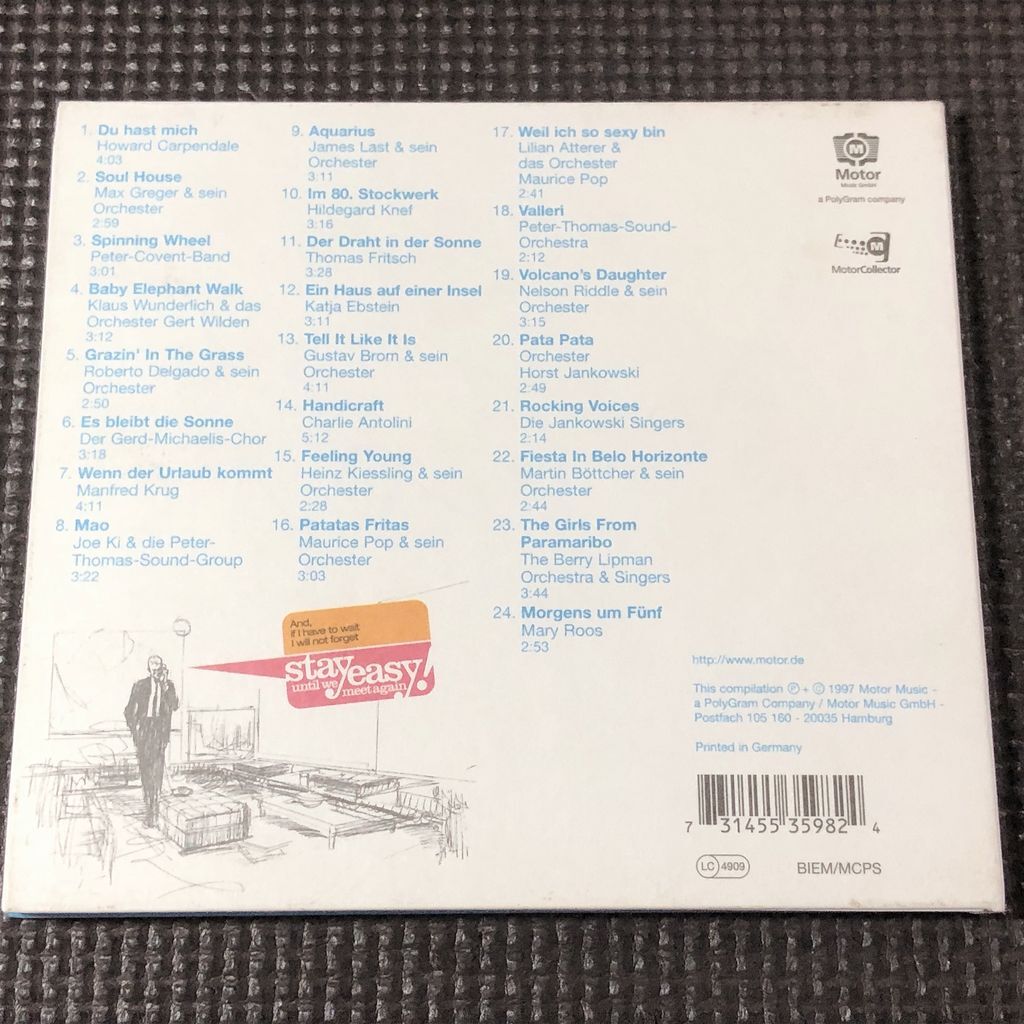 1. Du hast mich
Howard Carpendale
4:03
2. Soul House
Max Greger & sein
Orchester
2:59
3. Spinning Wheel
Peter-Covent-Band
3:01
4. Baby Elephant Walk
Klaus Wunderlich & das
Orchester Gert Wilden
3:12
5. Grazin' In The Grass
Roberto Delgado & sein
Orchester
2:50
6. Es bleibt die Sonne
Der Gerd-Michaelis-Chor
3:18
7. Wenn der Urlaub kommt
Manfred Krug
4:11
8. Mao
Joe Ki & die Peter-
Thomas-Sound-Group
3:22
9. Aquarius
James Last & sein
Orchester
3:11
10. Im 80. Stockwerk
Hildegard Knef
3:16
11. Der Draht in der Sonne
Thomas Fritsch
3:28
12. Ein Haus auf einer Insel
Katja Ebstein
3:11
13. Tell It Like It Is
Gustav Brom & sein
Orchester
4:11
14. Handicraft
Charlie Antolini
5:12
15. Feeling Young
Heinz Kiessling & sein
Orchester
2:28
16. Patatas Fritas
Maurice Pop & sein
Orchester
3:03
17. Weil ich so sexy bin
Lilian Atterer &
das Orchester
Maurice Pop
2:41
18. Valleri
Peter-Thomas-Sound-
Orchestra
2:12
19. Volcano's Daughter
Nelson Riddle & sein
Orchester
3:15
20. Pata Pata
Orchester
Horst Jankowski
2:49
21. Rocking Voices
Die Jankowski Singers
2:14
22. Fiesta In Belo Horizonte
Martin Böttcher & sein
Orchester
2:44
23. The Girls From
Paramaribo
The Berry Lipman
Orchestra & Singers
3:44
24. Morgens um Fünf
Mary Roos
2:53
M
Motor
Music GmbH
a PolyGram company
M
MotorCollector
And,
if I have to wait
I will not forget
stay easy!
until we meet again
http://www.motor.de
This compilation ℗ + © 1997 Motor Music -
a PolyGram Company / Motor Music GmbH -
Postfach 105 160 - 20035 Hamburg
Printed in Germany
7 31455 35982 4
LC 4909
BIEM/MCPS